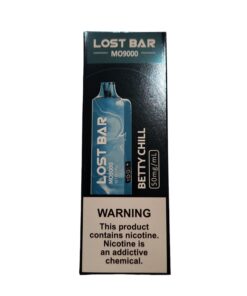 LOST BAR
MO9000
LOST BAR
MO9000
BETTY CHILL
50mg/mL
WARNING
This product
contains nicotine.
Nicotine is
an addictive
chemical.